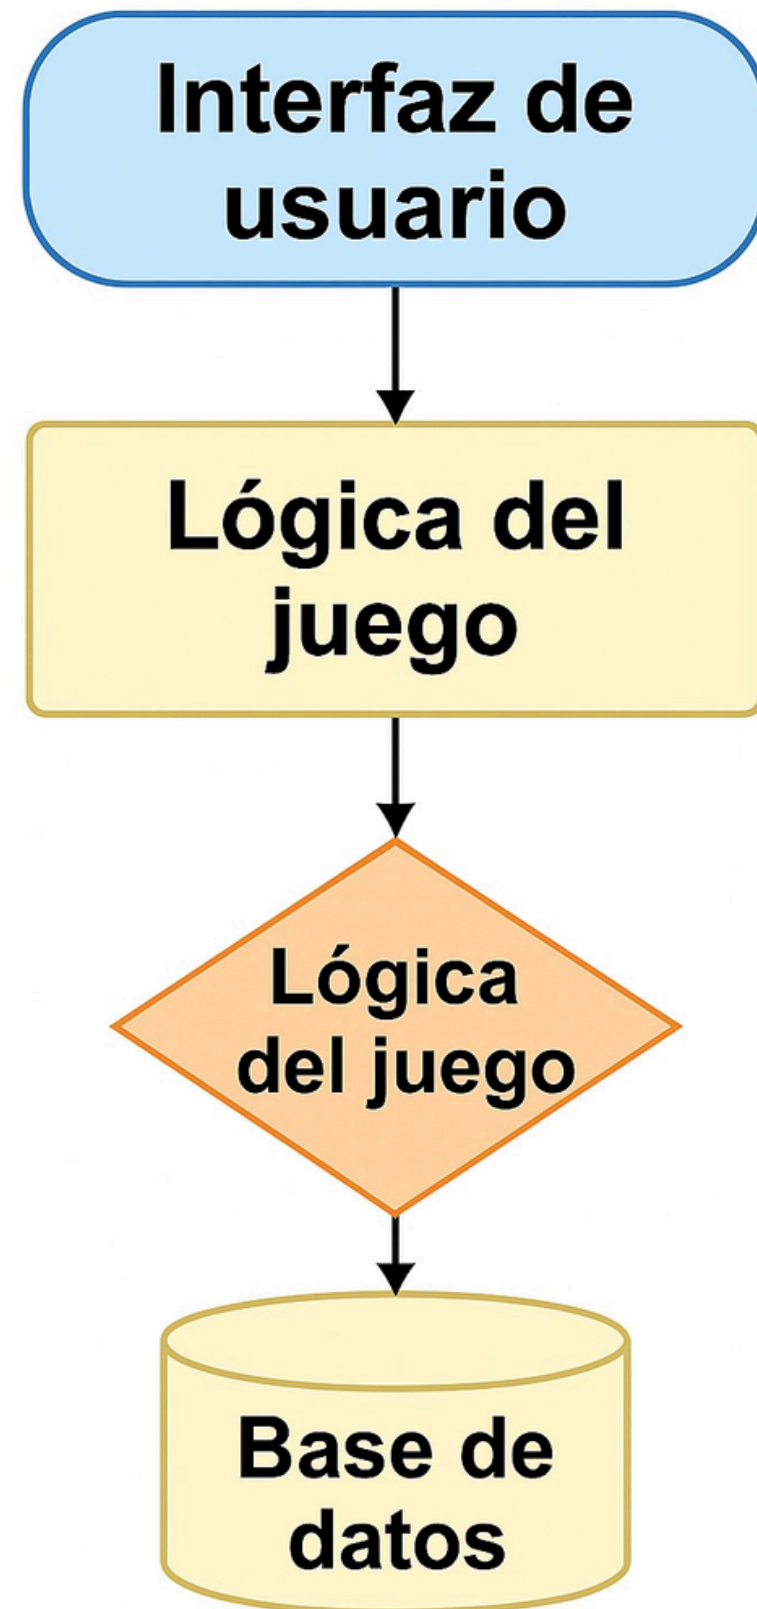 Interfaz de
usuario
Lógica del
juego
Lógica
del juego
Base de
datos